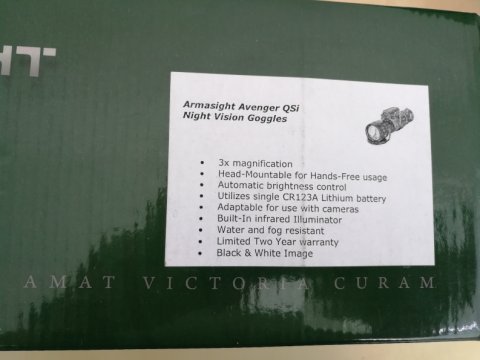 HT
Armasight Avenger QSi
Night Vision Goggles
• 3x magnification
• Head-Mountable for Hands-Free usage
• Automatic brightness control
• Utilizes single CR123A Lithium battery
• Adaptable for use with cameras
• Built-In infrared Illuminator
• Water and fog resistant
• Limited Two Year warranty
• Black & White Image
AMAT VICTORIA CURAM